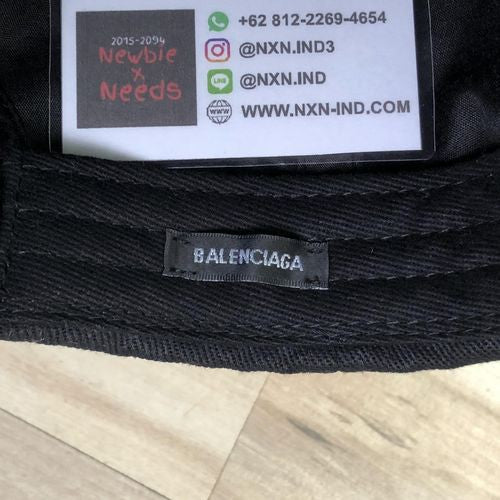 2015-2094
Newbie
x
Needs
+62 812-2269-4654
@NXN.IND3
@NXN.IND
WWW.NXN-IND.COM
BALENCIAGA